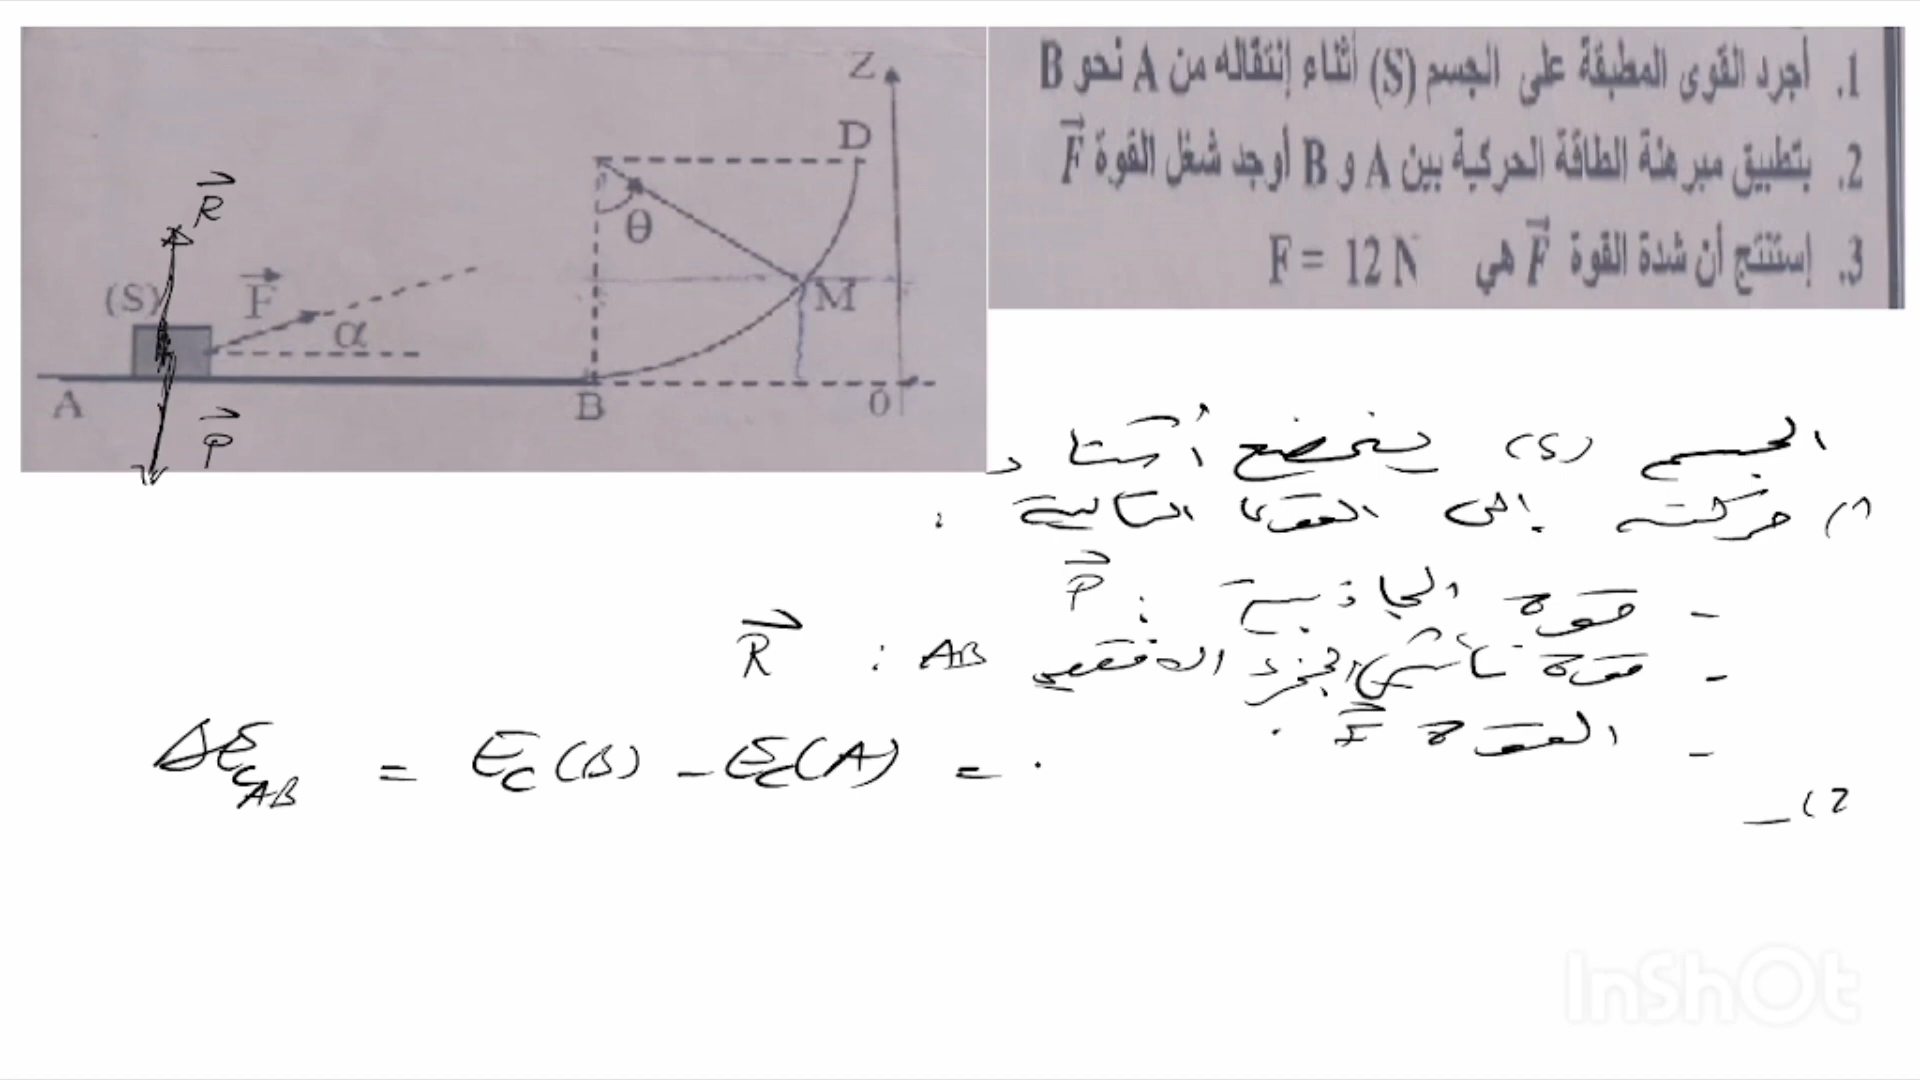 1. أجرد القوى المطبقة على الجسم (S) أثناء إنتقاله من A نحو B
2. بتطبيق مبرهنة الطاقة الحركية بين A و B أوجد شغل القوة F
3. إستنتج أن شدة القوة F هي F = 12 N
Z
D
θ
M
R
(S)
F
α
A
B
0
P
الجسم (S) يخضع أثناء
1) حركته إلى القوى التالية :
- قوة الجاذبية : P
- قوة تأثير الجزء الافقي AB : R
- القوة F .
2) _
ΔEc AB = Ec (B) - Ec(A) =
InShOt